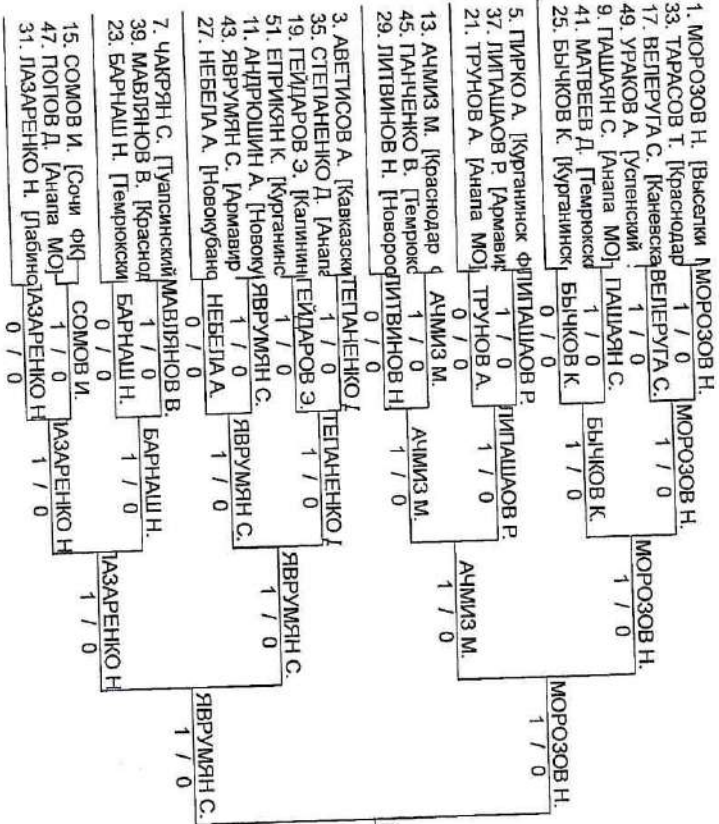 1. МОРОЗОВ Н. [Выселки М
33. ТАРАСОВ Т. [Краснодар
17. ВЕЛЕРУГА С. [Каневска
49. УРАКОВ А. [Успенский
9. ПАШАЯН С. [Анапа МО]
41. МАТВЕЕВ Д. [Темрюкск
25. БЫЧКОВ К. [Курганинск
5. ПИРКО А. [Курганинск Ф
37. ЛИПАШАОВ Р. [Армавир
21. ТРУНОВ А. [Анапа МО]
13. АЧМИЗ М. [Краснодар
45. ПАНЧЕНКО В. [Темрюкс
29. ЛИТВИНОВ Н. [Новорос
3. АВЕТИСОВ А. [Кавказски
35. СТЕПАНЕНКО Д. [Анапа
19. ГЕЙДАРОВ Э. [Калинин
51. ЕПРИКЯН К. [Курганинс
11. АНДРЮШИН А. [Новоку
43. ЯВРУМЯН С. [Армавир
27. НЕБЕЛА А. [Новокубанс
7. ЧАКРЯН С. [Туапсинский
39. МАВЛЯНОВ В. [Краснод
23. БАРНАШ Н. [Темрюкски
15. СОМОВ И. [Сочи ФК]
47. ПОПОВ Д. [Анапа МО]
31. ЛАЗАРЕНКО Н. [Лабинс
МОРОЗОВ Н.
1 / 0
ВЕЛЕРУГА С.
1 / 0
ПАШАЯН С.
1 / 0
БЫЧКОВ К.
0 / 0
ЛИПАШАОВ Р.
1 / 0
ТРУНОВ А.
0 / 0
АЧМИЗ М.
1 / 0
ЛИТВИНОВ Н.
0 / 0
ТЕПАНЕНКО Д
1 / 0
ГЕЙДАРОВ Э.
1 / 0
ЯВРУМЯН С.
1 / 0
НЕБЕЛА А.
0 / 0
МАВЛЯНОВ В.
1 / 0
БАРНАШ Н.
0 / 0
СОМОВ И.
1 / 0
ЛАЗАРЕНКО Н
0 / 0
МОРОЗОВ Н.
1 / 0
БЫЧКОВ К.
1 / 0
ЛИПАШАОВ Р.
1 / 0
АЧМИЗ М.
1 / 0
ТЕПАНЕНКО Д
1 / 0
ЯВРУМЯН С.
1 / 0
БАРНАШ Н.
1 / 0
ЛАЗАРЕНКО Н
1 / 0
МОРОЗОВ Н.
1 / 0
АЧМИЗ М.
1 / 0
ЯВРУМЯН С.
1 / 0
ЛАЗАРЕНКО Н
1 / 0
МОРОЗОВ Н.
1 / 0
ЯВРУМЯН С.
1 / 0